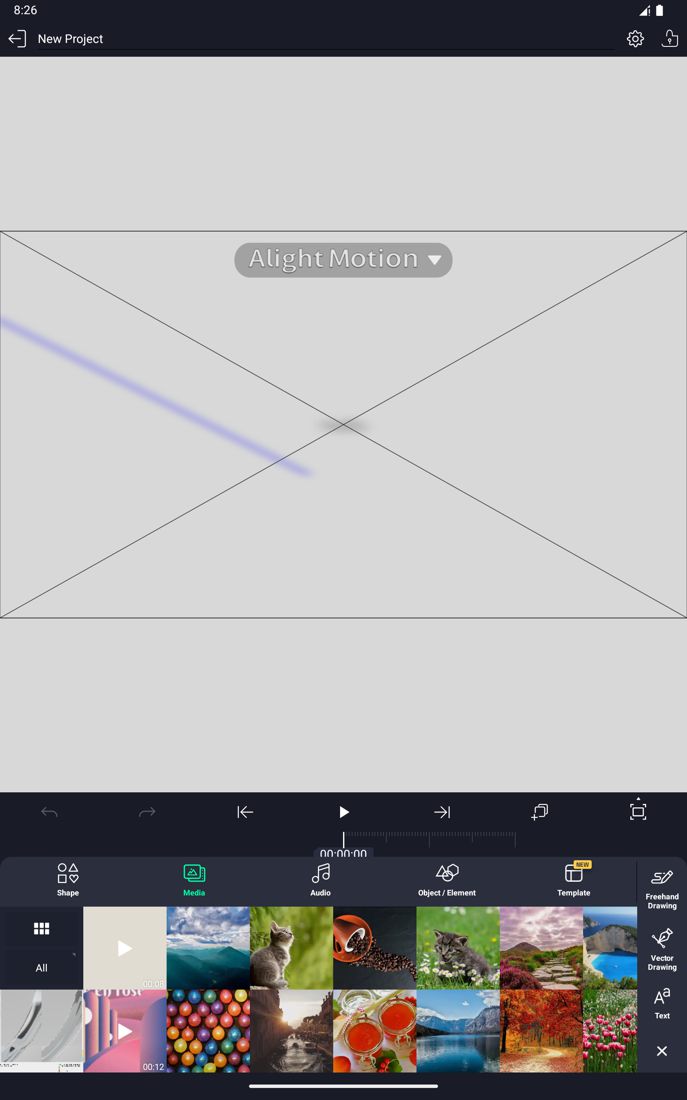 8:26
New Project
Alight Motion
00:00:00
Shape
Media
Audio
Object / Element
NEW
Template
Freehand
Drawing
All
00:08
Vector
Drawing
00:12
Aa
Text